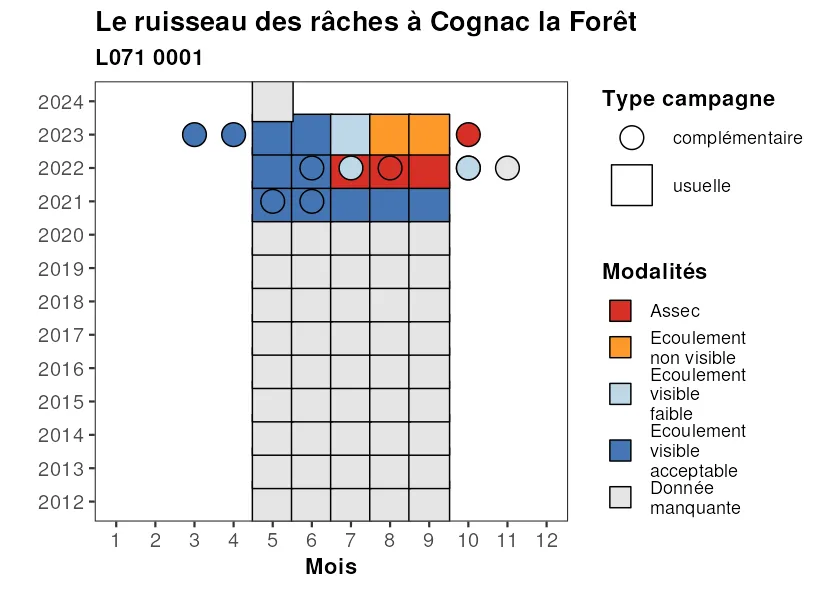 Le ruisseau des râches à Cognac la Forêt
L071 0001
2024
2023
2022
2021
2020
2019
2018
2017
2016
2015
2014
2013
2012
1 2 3 4 5 6 7 8 9 10 11 12
Mois
Type campagne
complémentaire
usuelle
Modalités
Assec
Ecoulement
non visible
Ecoulement
visible
faible
Ecoulement
visible
acceptable
Donnée
manquante